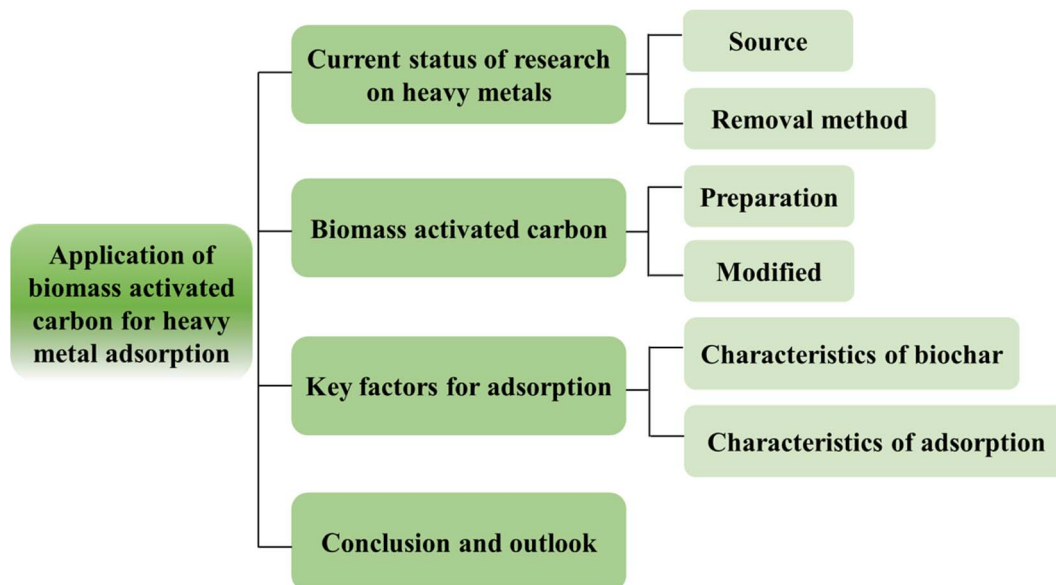 Application of
biomass activated
carbon for heavy
metal adsorption
Current status of research
on heavy metals
Source
Removal method
Biomass activated carbon
Preparation
Modified
Key factors for adsorption
Characteristics of biochar
Characteristics of adsorption
Conclusion and outlook